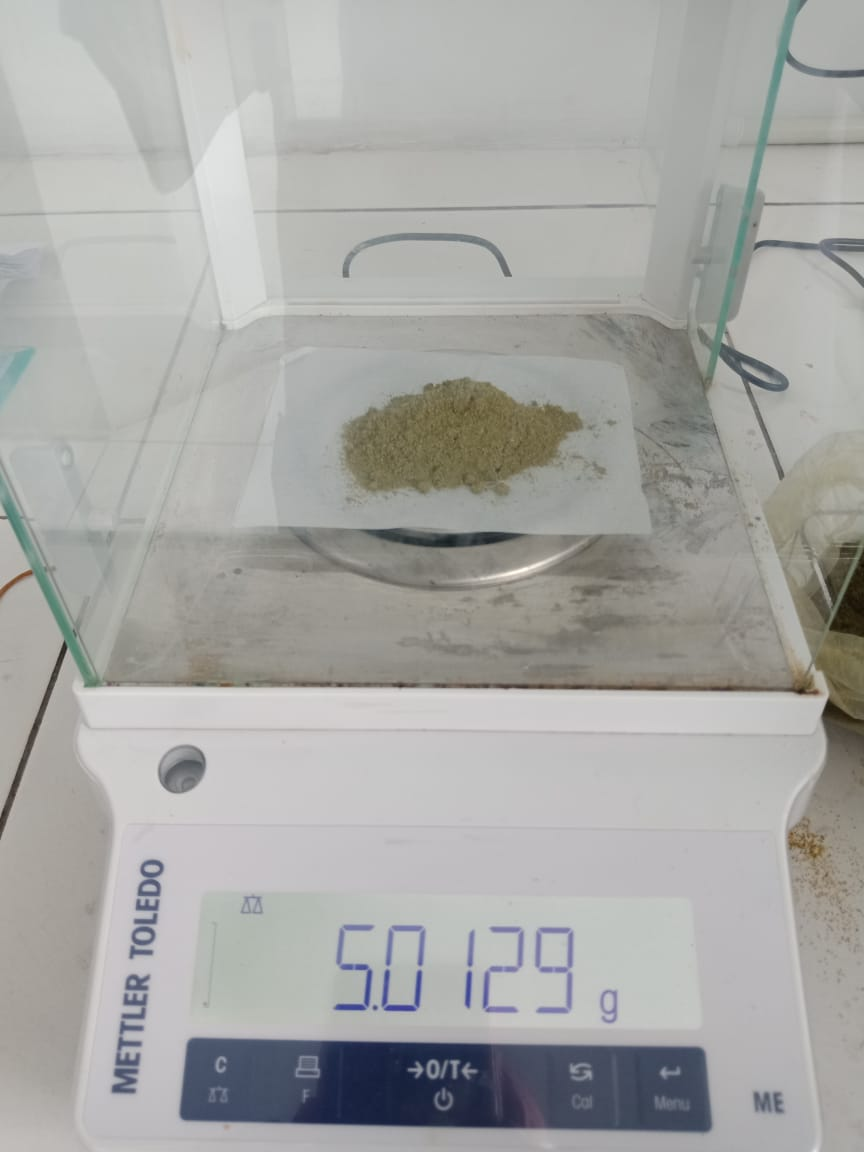 METTLER TOLEDO
5.0129 g
C
F
→0/T←
Cal
Menu
ME